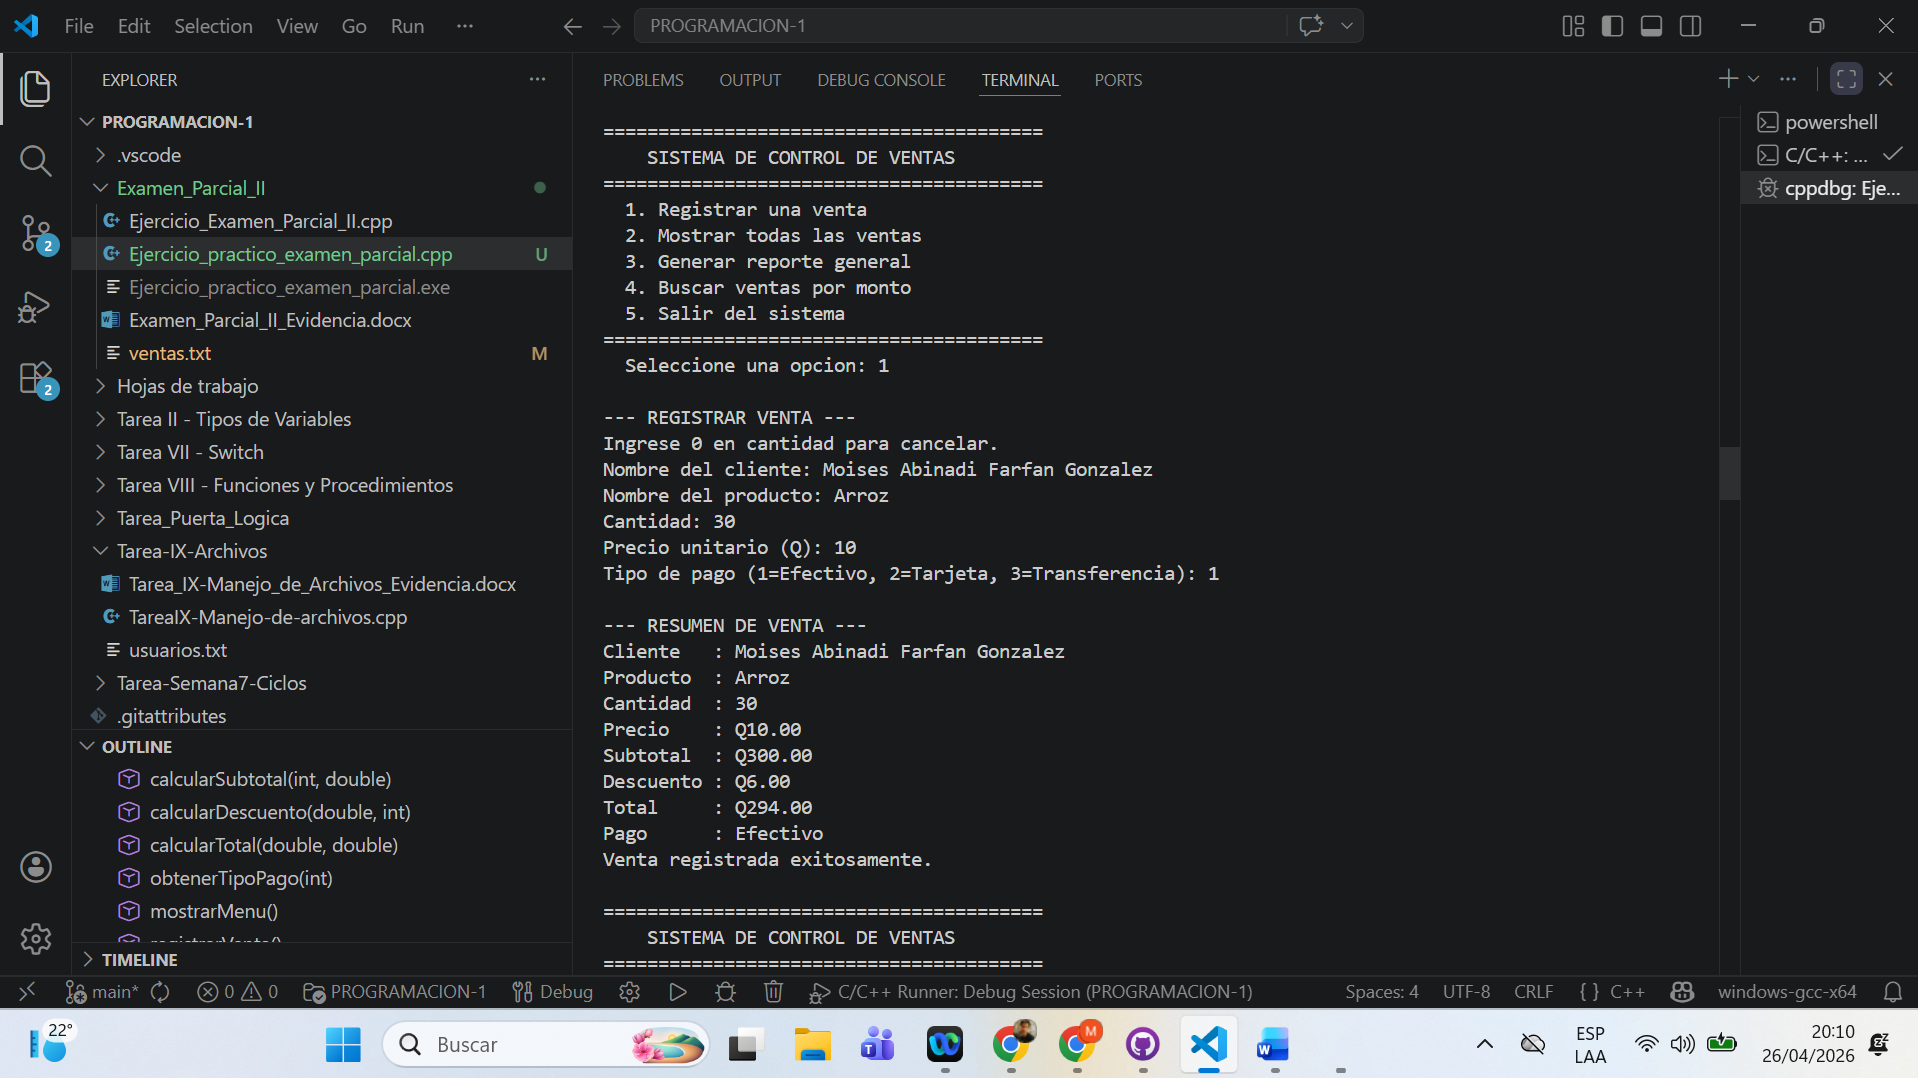 File Edit Selection View Go Run ···
PROGRAMACION-1
EXPLORER
PROGRAMACION-1
.vscode
Examen_Parcial_II
Ejercicio_Examen_Parcial_II.cpp
Ejercicio_practico_examen_parcial.cpp U
Ejercicio_practico_examen_parcial.exe
Examen_Parcial_II_Evidencia.docx
ventas.txt M
Hojas de trabajo
Tarea II - Tipos de Variables
Tarea VII - Switch
Tarea VIII - Funciones y Procedimientos
Tarea_Puerta_Logica
Tarea-IX-Archivos
Tarea_IX-Manejo_de_Archivos_Evidencia.docx
TareaIX-Manejo-de-archivos.cpp
usuarios.txt
Tarea-Semana7-Ciclos
.gitattributes
OUTLINE
calcularSubtotal(int, double)
calcularDescuento(double, int)
calcularTotal(double, double)
obtenerTipoPago(int)
mostrarMenu()
registrarVenta()
TIMELINE
2
2
PROBLEMS OUTPUT DEBUG CONSOLE TERMINAL PORTS
========================================
SISTEMA DE CONTROL DE VENTAS
========================================
1. Registrar una venta
2. Mostrar todas las ventas
3. Generar reporte general
4. Buscar ventas por monto
5. Salir del sistema
========================================
Seleccione una opcion: 1
--- REGISTRAR VENTA ---
Ingrese 0 en cantidad para cancelar.
Nombre del cliente: Moises Abinadi Farfan Gonzalez
Nombre del producto: Arroz
Cantidad: 30
Precio unitario (Q): 10
Tipo de pago (1=Efectivo, 2=Tarjeta, 3=Transferencia): 1
--- RESUMEN DE VENTA ---
Cliente : Moises Abinadi Farfan Gonzalez
Producto : Arroz
Cantidad : 30
Precio : Q10.00
Subtotal : Q300.00
Descuento : Q6.00
Total : Q294.00
Pago : Efectivo
Venta registrada exitosamente.
========================================
SISTEMA DE CONTROL DE VENTAS
========================================
powershell
C/C++: ...
cppdbg: Eje...
main* 0 0 PROGRAMACION-1 Debug C/C++ Runner: Debug Session (PROGRAMACION-1) Spaces: 4 UTF-8 CRLF {} C++ windows-gcc-x64
22°
Buscar
M
ESP
LAA
20:10
26/04/2026